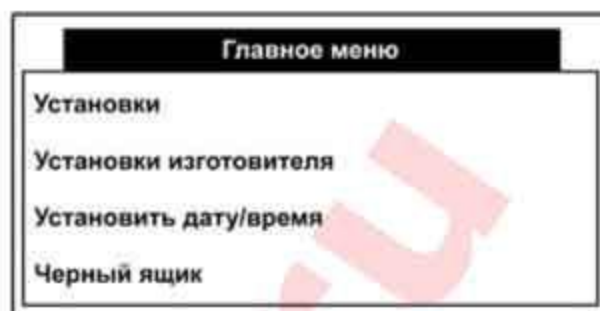 Главное меню
Установки
Установки изготовителя
Установить дату/время
Черный ящик